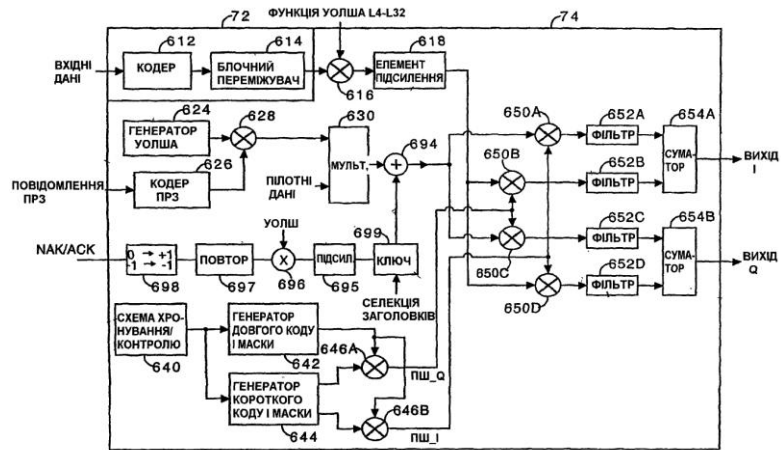 ФУНКЦІЯ УОЛША L4-L32
72
74
612
614
618
ВХІДНІ
ДАНІ
КОДЕР
БЛОЧНИЙ
ПЕРЕМІЖУВАЧ
616
ЕЛЕМЕНТ
ПІДСИЛЕННЯ
624
ГЕНЕРАТОР
УОЛША
628
630
МУЛЬТ.
694
626
ПОВІДОМЛЕННЯ
ПРЗ
КОДЕР
ПРЗ
ПІЛОТНІ
ДАНІ
650A
652A
ФІЛЬТР
654A
СУМА-
ТОР
ВИХІД
I
650B
652B
ФІЛЬТР
650C
652C
ФІЛЬТР
654B
СУМА-
ТОР
ВИХІД
Q
650D
652D
ФІЛЬТР
NAK/ACK
0 → +1
-1 → -1
698
ПОВТОР
697
УОЛШ
696
ПІДСИЛ.
695
699
КЛЮЧ
СЕЛЕКЦІЯ
ЗАГОЛОВКІВ
СХЕМА ХРО-
НУВАННЯ/
КОНТРОЛЮ
640
ГЕНЕРАТОР
ДОВГОГО КОДУ
І МАСКИ
642
646A
ПШ_Q
ГЕНЕРАТОР
КОРОТКОГО
КОДУ І МАСКИ
644
646B
ПШ_I